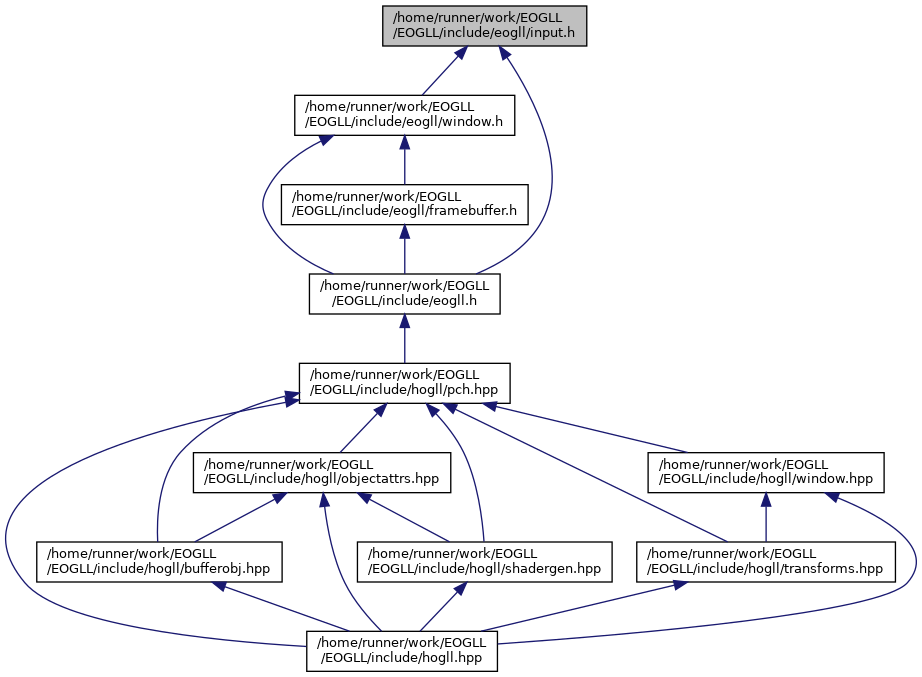 /home/runner/work/EOGLL
/EOGLL/include/eogll/input.h
/home/runner/work/EOGLL
/EOGLL/include/eogll/window.h
/home/runner/work/EOGLL
/EOGLL/include/eogll/framebuffer.h
/home/runner/work/EOGLL
/EOGLL/include/eogll.h
/home/runner/work/EOGLL
/EOGLL/include/hogll/pch.hpp
/home/runner/work/EOGLL
/EOGLL/include/hogll/objectattrs.hpp
/home/runner/work/EOGLL
/EOGLL/include/hogll/window.hpp
/home/runner/work/EOGLL
/EOGLL/include/hogll/bufferobj.hpp
/home/runner/work/EOGLL
/EOGLL/include/hogll/shadergen.hpp
/home/runner/work/EOGLL
/EOGLL/include/hogll/transforms.hpp
/home/runner/work/EOGLL
/EOGLL/include/hogll.hpp